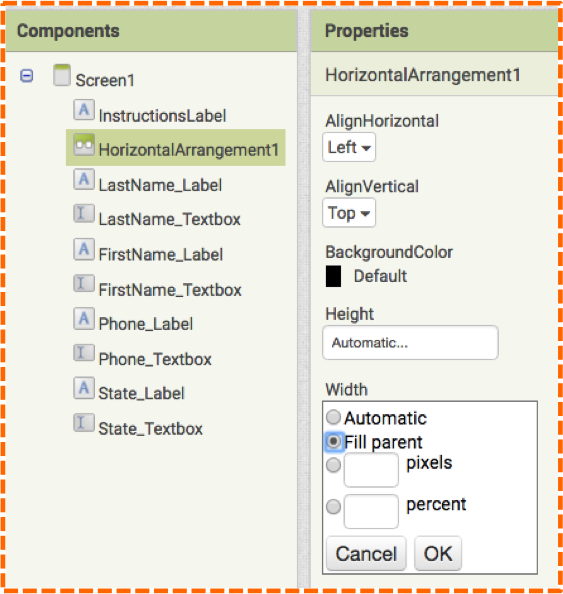 Components
Screen1
A InstructionsLabel
HorizontalArrangement1
A LastName_Label
I LastName_Textbox
A FirstName_Label
I FirstName_Textbox
A Phone_Label
I Phone_Textbox
A State_Label
I State_Textbox
Properties
HorizontalArrangement1
AlignHorizontal
Left
AlignVertical
Top
BackgroundColor
Default
Height
Automatic...
Width
Automatic
Fill parent
pixels
percent
Cancel OK